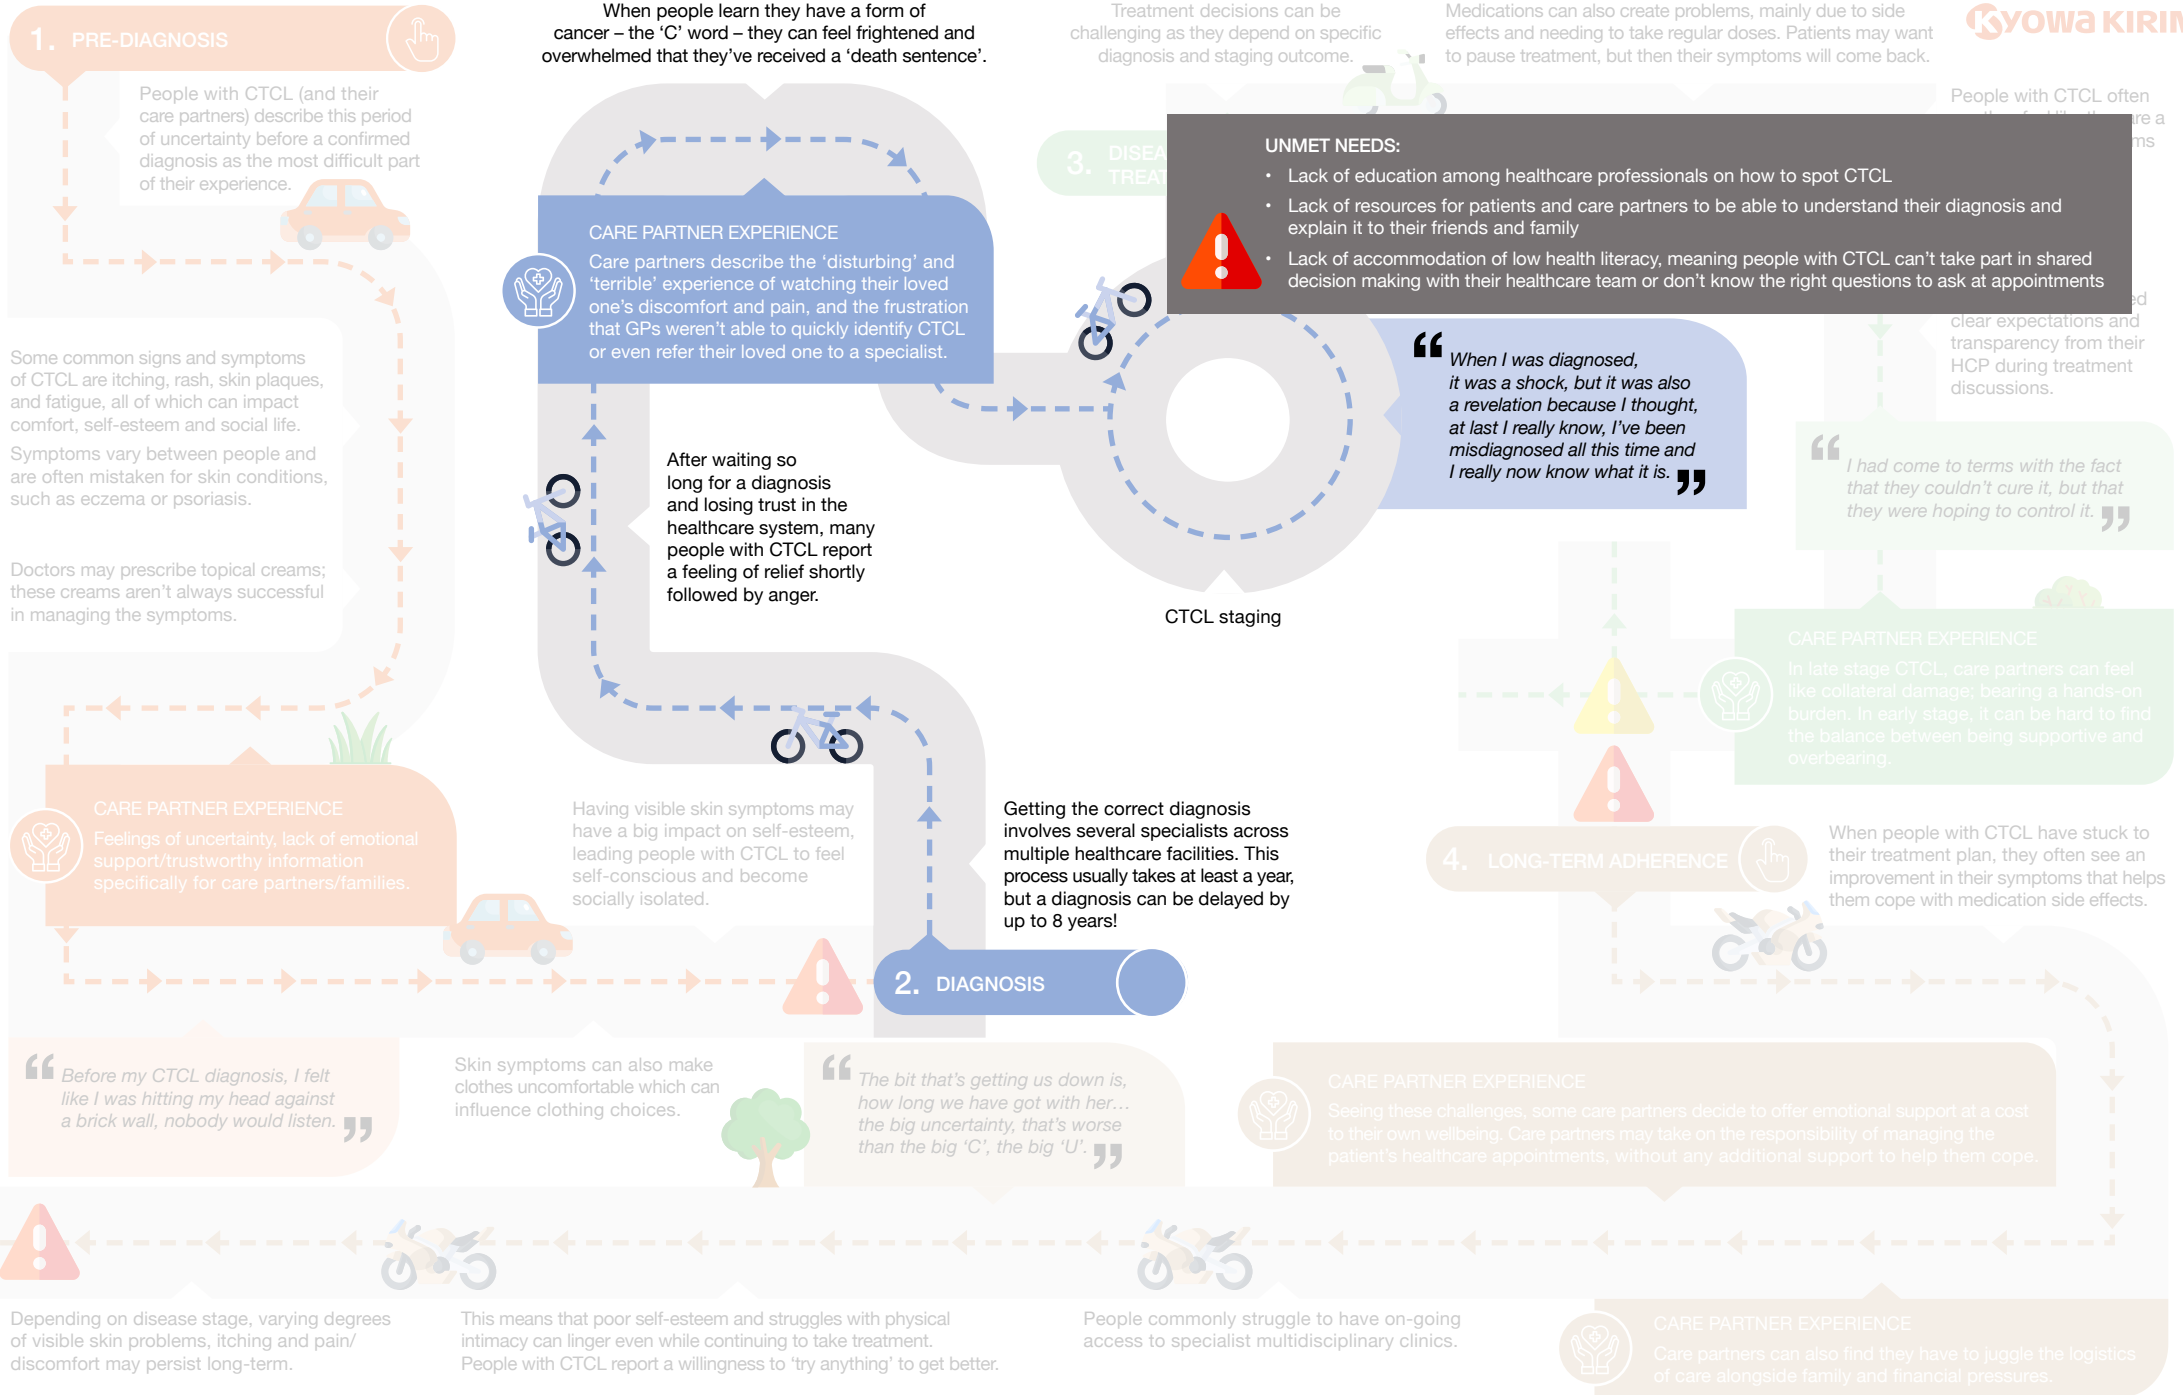 1. PRE-DIAGNOSIS
People with CTCL (and their
care partners) describe this period
of uncertainty before a confirmed
diagnosis as the most difficult part
of their experience.
Some common signs and symptoms
of CTCL are itching, rash, skin plaques,
and fatigue, all of which can impact
comfort, self-esteem and social life.
Symptoms vary between people and
are often mistaken for skin conditions,
such as eczema or psoriasis.
Doctors may prescribe topical creams;
these creams aren't always successful
in managing the symptoms.
CARE PARTNER EXPERIENCE
Feelings of uncertainty, lack of emotional
support/trustworthy information
specifically for care partners/families.
Having visible skin symptoms may
have a big impact on self-esteem,
leading people with CTCL to feel
self-conscious and become
socially isolated.
“ Before my CTCL diagnosis, I felt
like I was hitting my head against
a brick wall, nobody would listen. ”
Skin symptoms can also make
clothes uncomfortable which can
influence clothing choices.
2. DIAGNOSIS
Getting the correct diagnosis
involves several specialists across
multiple healthcare facilities. This
process usually takes at least a year,
but a diagnosis can be delayed by
up to 8 years!
After waiting so
long for a diagnosis
and losing trust in the
healthcare system, many
people with CTCL report
a feeling of relief shortly
followed by anger.
CARE PARTNER EXPERIENCE
Care partners describe the ‘disturbing’ and
‘terrible’ experience of watching their loved
one’s discomfort and pain, and the frustration
that GPs weren’t able to quickly identify CTCL
or even refer their loved one to a specialist.
When people learn they have a form of
cancer – the ‘C’ word – they can feel frightened and
overwhelmed that they’ve received a ‘death sentence’.
CTCL staging
“ When I was diagnosed,
it was a shock, but it was also
a revelation because I thought,
at last I really know, I’ve been
misdiagnosed all this time and
I really now know what it is. ”
UNMET NEEDS:
• Lack of education among healthcare professionals on how to spot CTCL
• Lack of resources for patients and care partners to be able to understand their diagnosis and
explain it to their friends and family
• Lack of accommodation of low health literacy, meaning people with CTCL can’t take part in shared
decision making with their healthcare team or don’t know the right questions to ask at appointments
3.
Treatment decisions can be
challenging as they depend on specific
diagnosis and staging outcome.
Medications can also create problems, mainly due to side
effects and needing to take regular doses. Patients may want
to pause treatment, but then their symptoms will come back.
KYOWA KIRIN
People with CTCL often
clear expectations and
transparency from their
HCP during treatment
discussions.
“ I had come to terms with the fact
that they couldn’t cure it, but that
they were hoping to control it. ”
CARE PARTNER EXPERIENCE
In late stage CTCL, care partners can feel
like collateral damage; bearing a hands-on
burden. In early stage, it can be hard to find
the balance between being supportive and
overbearing.
4. LONG-TERM ADHERENCE
When people with CTCL have stuck to
their treatment plan, they often see an
improvement in their symptoms that helps
them cope with medication side effects.
“ The bit that’s getting us down is,
how long we have got with her…
the big uncertainty, that’s worse
than the big ‘C’, the big ‘U’. ”
CARE PARTNER EXPERIENCE
Seeing these challenges, some care partners decide to offer emotional support at a cost
to their own wellbeing. Care partners may take on the responsibility of managing the
patient’s healthcare appointments, without any additional support to help them cope.
Depending on disease stage, varying degrees
of visible skin problems, itching and pain/
discomfort may persist long-term.
This means that poor self-esteem and struggles with physical
intimacy can linger even while continuing to take treatment.
People with CTCL report a willingness to ‘try anything’ to get better.
People commonly struggle to have on-going
access to specialist multidisciplinary clinics.
CARE PARTNER EXPERIENCE
Care partners can also find they have to juggle the logistics
of care alongside family and financial pressures.